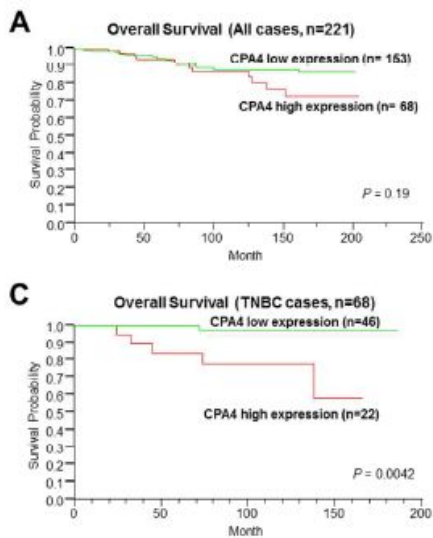 A
Overall Survival (All cases, n=221)
CPA4 low expression (n= 153)
CPA4 high expression (n= 68)
Survival Probability
1.0
0.9
0.8
0.7
0.6
0.5
0.4
0.3
0.2
0.1
0.0
P = 0.19
0 50 100 150 200 250
Month
C
Overall Survival (TNBC cases, n=68)
CPA4 low expression (n=46)
CPA4 high expression (n=22)
Survival Probability
1.0
0.9
0.8
0.7
0.6
0.5
0.4
0.3
0.2
0.1
0.0
P = 0.0042
0 50 100 150 200
Month